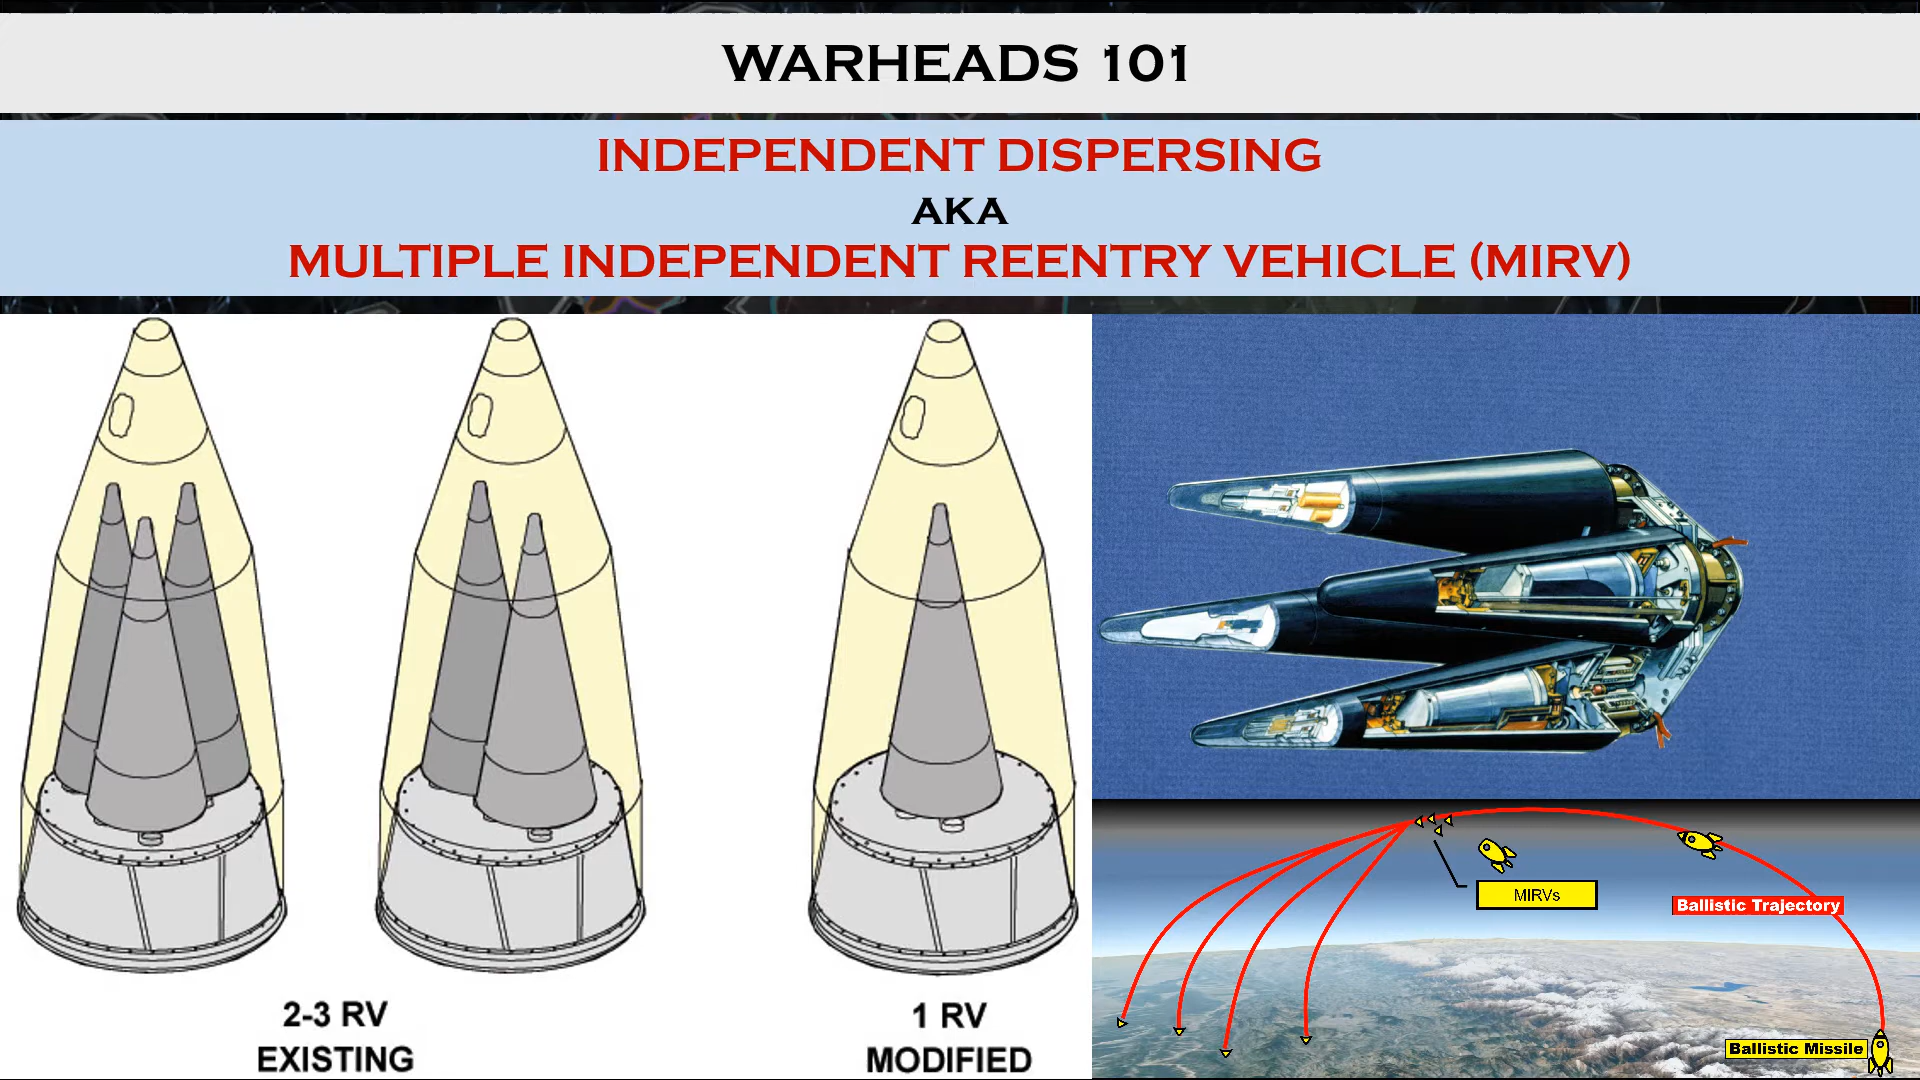 WARHEADS 101
INDEPENDENT DISPERSING
AKA
MULTIPLE INDEPENDENT REENTRY VEHICLE (MIRV)
2-3 RV
EXISTING
1 RV
MODIFIED
MIRVs
Ballistic Trajectory
Ballistic Missile